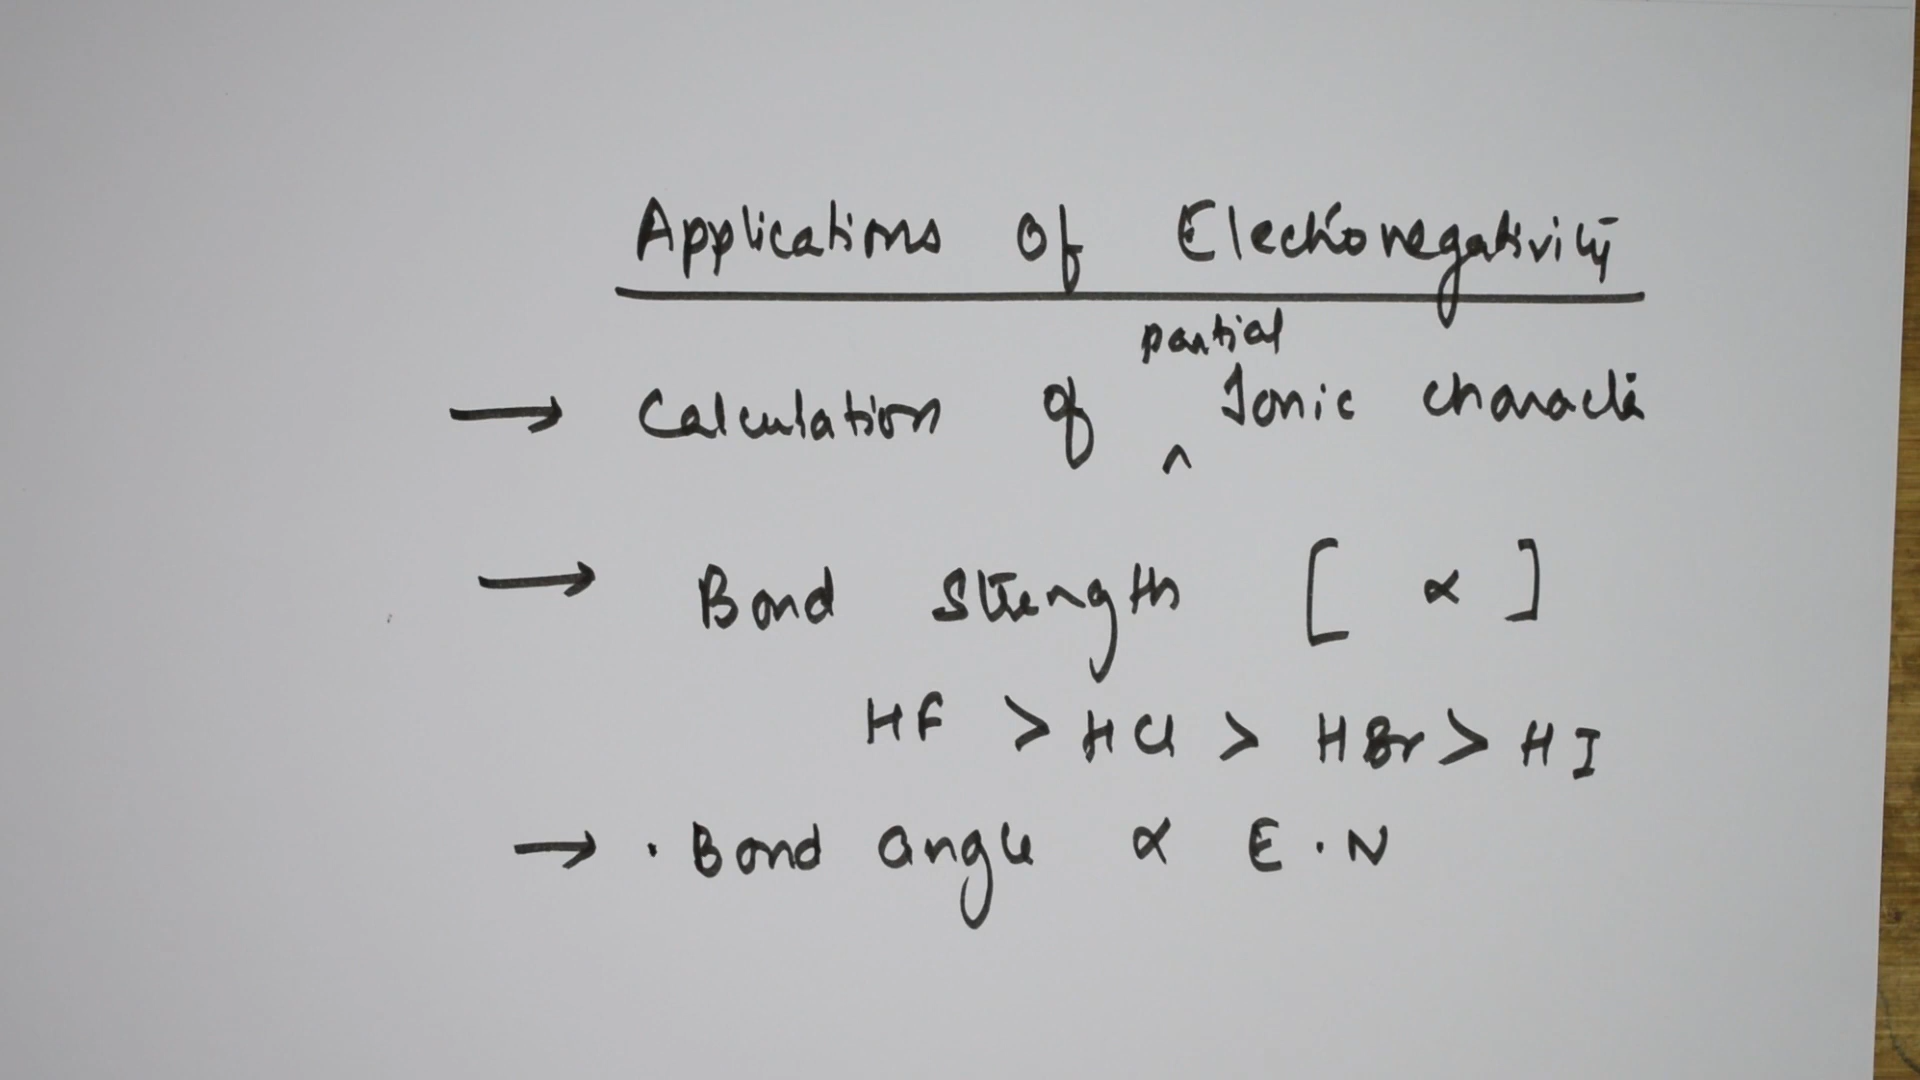 Applications of Electronegativity
partial
→ Calculation of ^ Ionic character
→ Bond strength [ ∝ ]
HF > HCl > HBr > HI
→ . Bond angle ∝ E.N